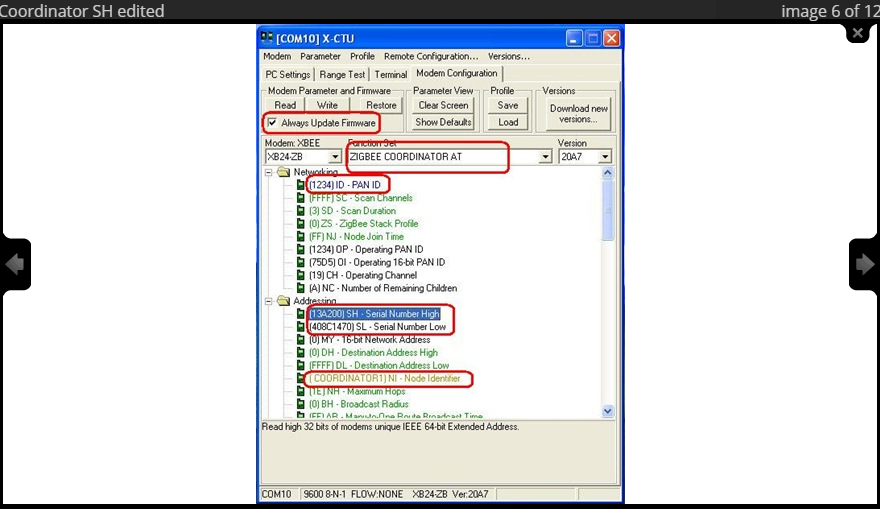 Coordinator SH edited
image 6 of 12
[COM10] X-CTU
Modem Parameter Profile Remote Configuration... Versions...
PC Settings Range Test Terminal Modem Configuration
Modem Parameter and Firmware Parameter View Profile Versions
Read Write Restore Clear Screen Save Download new versions...
Always Update Firmware Show Defaults Load
Modem: XBEE Function Set Version
XB24-ZB ZIGBEE COORDINATOR AT 20A7
Networking
(1234) ID - PAN ID
(FFFF) SC - Scan Channels
(3) SD - Scan Duration
(0) ZS - ZigBee Stack Profile
(FF) NJ - Node Join Time
(1234) OP - Operating PAN ID
(75D5) OI - Operating 16-bit PAN ID
(19) CH - Operating Channel
(A) NC - Number of Remaining Children
Addressing
(13A200) SH - Serial Number High
(408C1470) SL - Serial Number Low
(0) MY - 16-bit Network Address
(0) DH - Destination Address High
(FFFF) DL - Destination Address Low
( COORDINATOR1) NI - Node Identifier
(1E) NH - Maximum Hops
(0) BH - Broadcast Radius
(FF) AR - Many-to-One Route Broadcast Time
Read high 32 bits of modems unique IEEE 64-bit Extended Address.
COM10 9600 8-N-1 FLOW:NONE XB24-ZB Ver:20A7